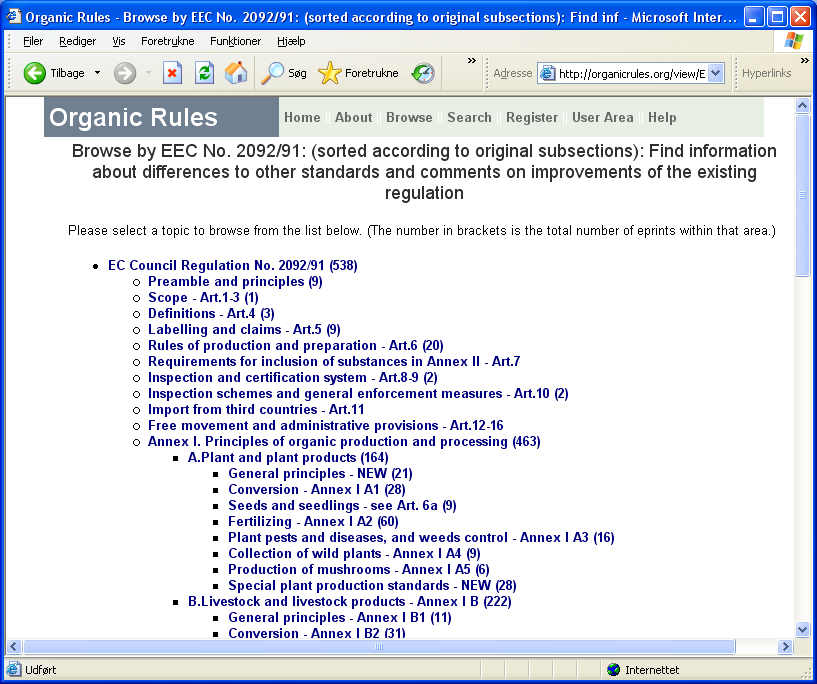 Organic Rules - Browse by EEC No. 2092/91: (sorted according to original subsections): Find inf - Microsoft Inter...
Filer Rediger Vis Foretrykne Funktioner Hjælp
Tilbage Søg Foretrukne » Adresse http://organicrules.org/view/E Hyperlinks »
Organic Rules Home About Browse Search Register User Area Help
Browse by EEC No. 2092/91: (sorted according to original subsections): Find information
about differences to other standards and comments on improvements of the existing
regulation
Please select a topic to browse from the list below. (The number in brackets is the total number of eprints within that area.)
EC Council Regulation No. 2092/91 (538)
Preamble and principles (9)
Scope - Art.1-3 (1)
Definitions - Art.4 (3)
Labelling and claims - Art.5 (9)
Rules of production and preparation - Art.6 (20)
Requirements for inclusion of substances in Annex II - Art.7
Inspection and certification system - Art.8-9 (2)
Inspection schemes and general enforcement measures - Art.10 (2)
Import from third countries - Art.11
Free movement and administrative provisions - Art.12-16
Annex I. Principles of organic production and processing (463)
A.Plant and plant products (164)
General principles - NEW (21)
Conversion - Annex I A1 (28)
Seeds and seedlings - see Art. 6a (9)
Fertilizing - Annex I A2 (60)
Plant pests and diseases, and weeds control - Annex I A3 (16)
Collection of wild plants - Annex I A4 (9)
Production of mushrooms - Annex I A5 (6)
Special plant production standards - NEW (28)
B.Livestock and livestock products - Annex I B (222)
General principles - Annex I B1 (11)
Conversion - Annex I B2 (31)
Udført Internettet